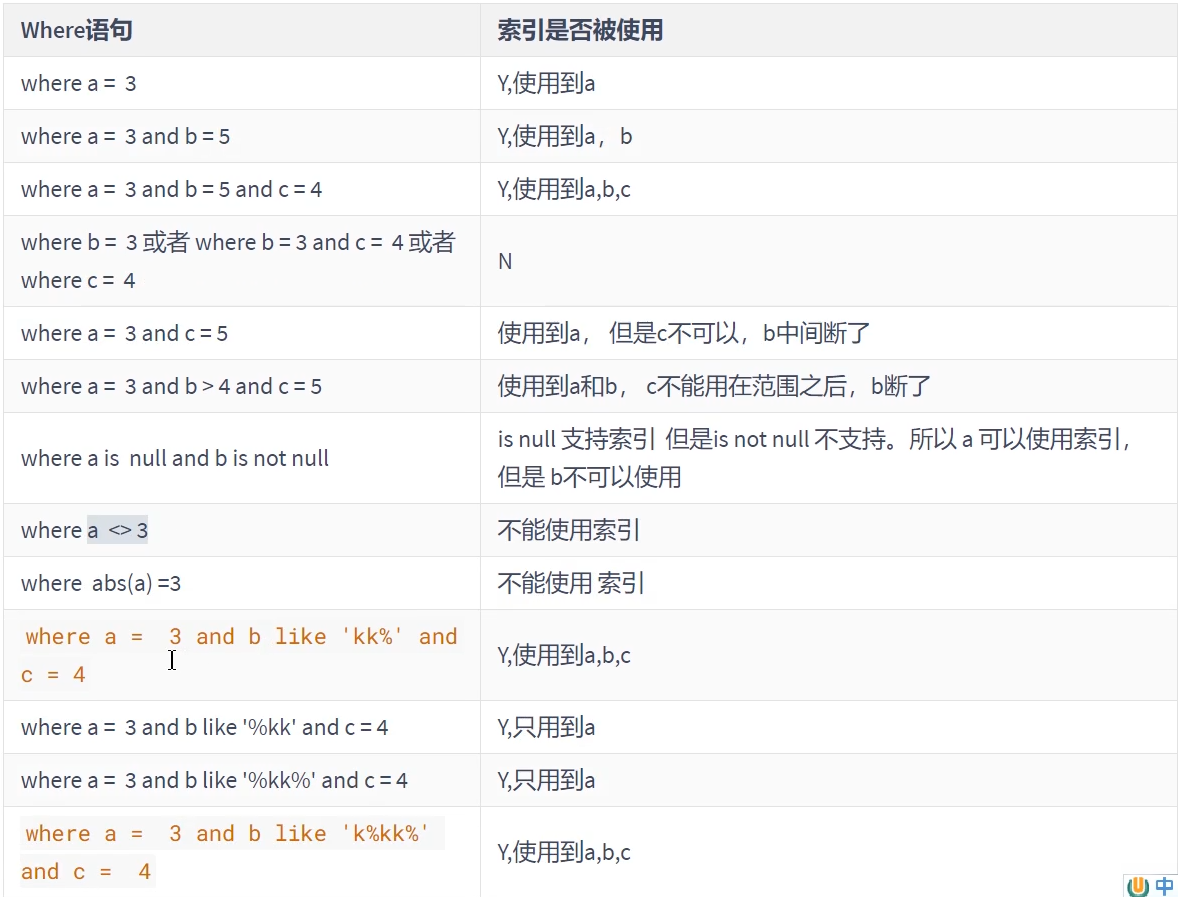 Where语句 索引是否被使用
where a = 3 Y,使用到a
where a = 3 and b = 5 Y,使用到a，b
where a = 3 and b = 5 and c = 4 Y,使用到a,b,c
where b = 3 或者 where b = 3 and c = 4 或者
where c = 4
N
where a = 3 and c = 5 使用到a， 但是c不可以，b中间断了
where a = 3 and b > 4 and c = 5 使用到a和b， c不能用在范围之后，b断了
where a is null and b is not null
is null 支持索引 但是is not null 不支持。所以 a 可以使用索引，
但是 b不可以使用
where a <> 3 不能使用索引
where abs(a) =3 不能使用 索引
where a = 3 and b like 'kk%' and
c = 4
Y,使用到a,b,c
where a = 3 and b like '%kk' and c = 4 Y,只用到a
where a = 3 and b like '%kk%' and c = 4 Y,只用到a
where a = 3 and b like 'k%kk%'
and c = 4
Y,使用到a,b,c
中